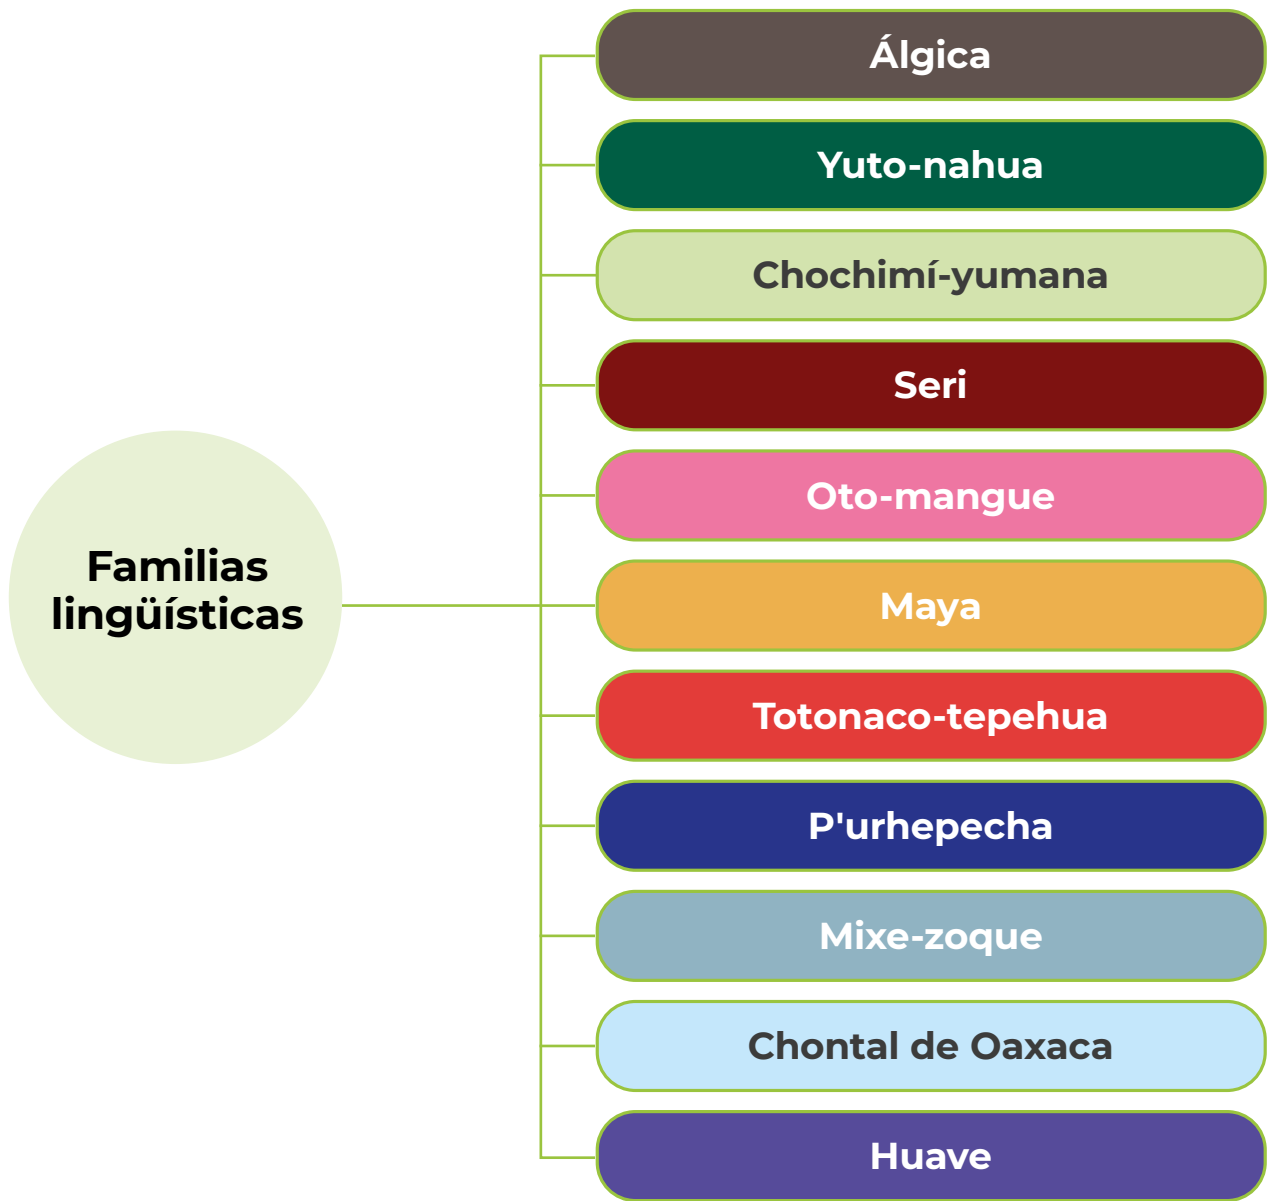 Familias
lingüísticas
Álgica
Yuto-nahua
Chochimí-yumana
Seri
Oto-mangue
Maya
Totonaco-tepehua
P'urhepecha
Mixe-zoque
Chontal de Oaxaca
Huave